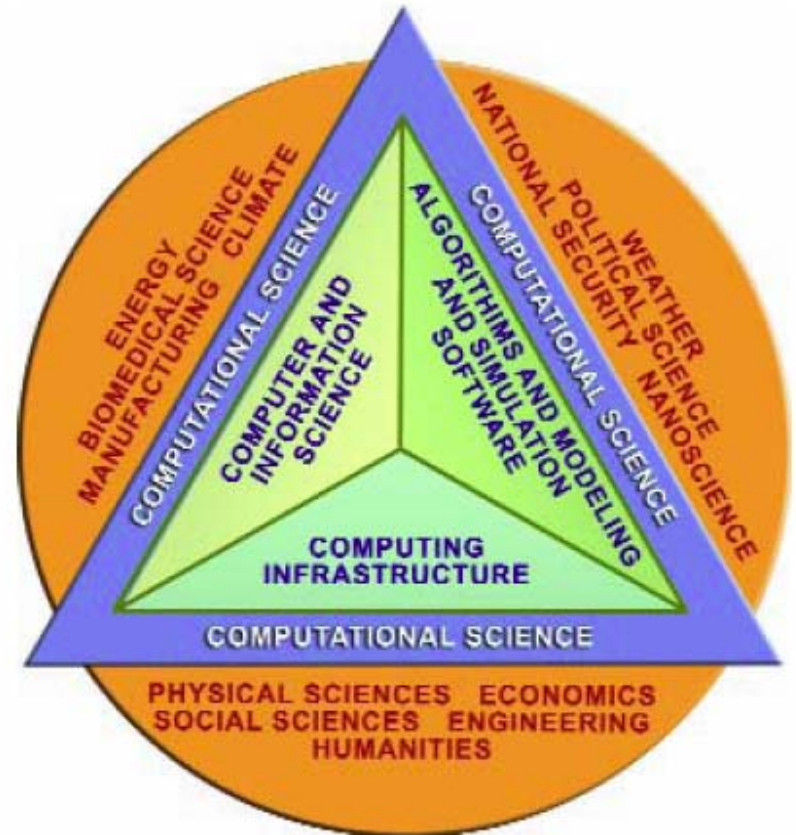 ENERGY
BIOMEDICAL SCIENCE
MANUFACTURING CLIMATE
COMPUTATIONAL SCIENCE
COMPUTER AND
INFORMATION
SCIENCE
WEATHER
POLITICAL SCIENCE
NATIONAL SECURITY NANOSCIENCE
COMPUTATIONAL SCIENCE
ALGORITHIMS AND MODELING
AND SIMULATION
SOFTWARE
COMPUTING
INFRASTRUCTURE
COMPUTATIONAL SCIENCE
PHYSICAL SCIENCES ECONOMICS
SOCIAL SCIENCES ENGINEERING
HUMANITIES